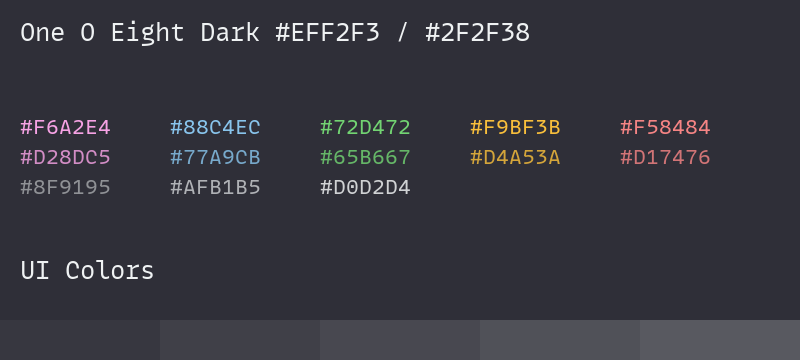 One O Eight Dark #EFF2F3 / #2F2F38
#F6A2E4 #88C4EC #72D472 #F9BF3B #F58484
#D28DC5 #77A9CB #65B667 #D4A53A #D17476
#8F9195 #AFB1B5 #D0D2D4
UI Colors